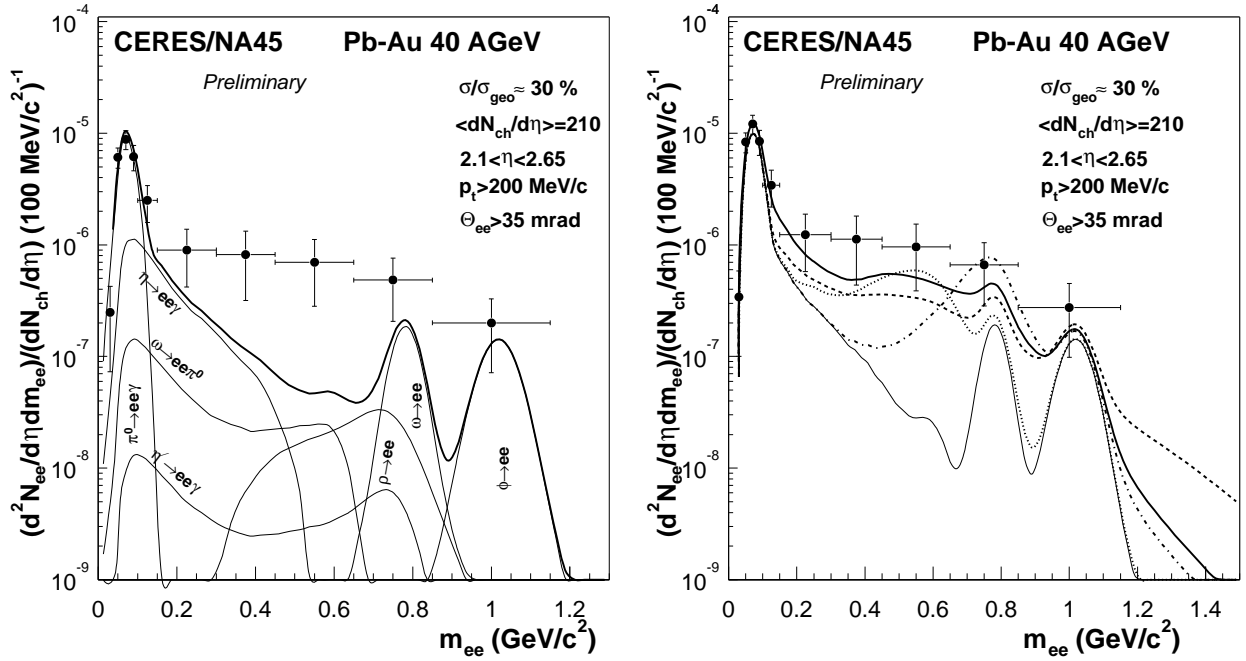 CERES/NA45 Pb-Au 40 AGeV
Preliminary
σ/σgeo ≈ 30 %
<dNch/dη>=210
2.1<η<2.65
pt>200 MeV/c
Θee>35 mrad
(d²Nee/dηdmee)/(dNch/dη) (100 MeV/c²)⁻¹
10⁻⁴
10⁻⁵
10⁻⁶
10⁻⁷
10⁻⁸
10⁻⁹
η→eeγ
ω→eeπ⁰
π⁰→eeγ
η′→eeγ
ρ→ee
ω→ee
φ→ee
0 0.2 0.4 0.6 0.8 1 1.2
mee (GeV/c²)
CERES/NA45 Pb-Au 40 AGeV
Preliminary
σ/σgeo ≈ 30 %
<dNch/dη>=210
2.1<η<2.65
pt>200 MeV/c
Θee>35 mrad
(d²Nee/dηdmee)/(dNch/dη) (100 MeV/c²)⁻¹
10⁻⁴
10⁻⁵
10⁻⁶
10⁻⁷
10⁻⁸
10⁻⁹
0 0.2 0.4 0.6 0.8 1 1.2 1.4
mee (GeV/c²)